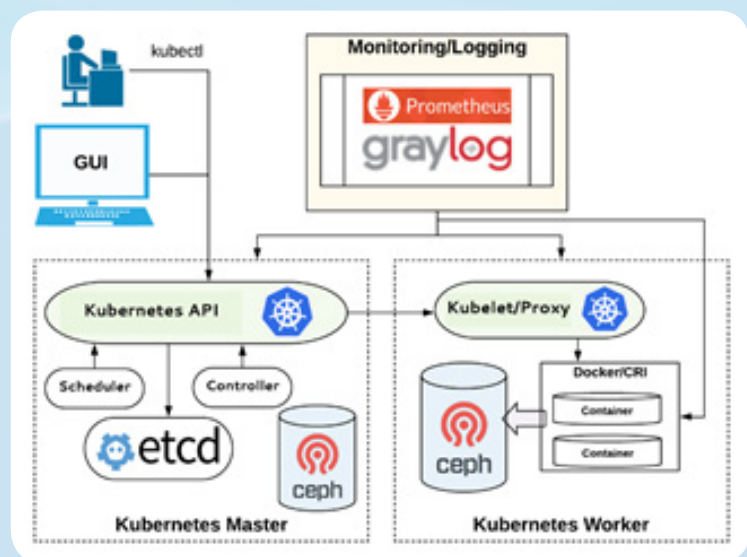 kubectl
GUI
Monitoring/Logging
Prometheus
graylog
Kubernetes API
Scheduler
Controller
etcd
ceph
Kubernetes Master
Kubelet/Proxy
Docker/CRI
Container
Container
ceph
Kubernetes Worker